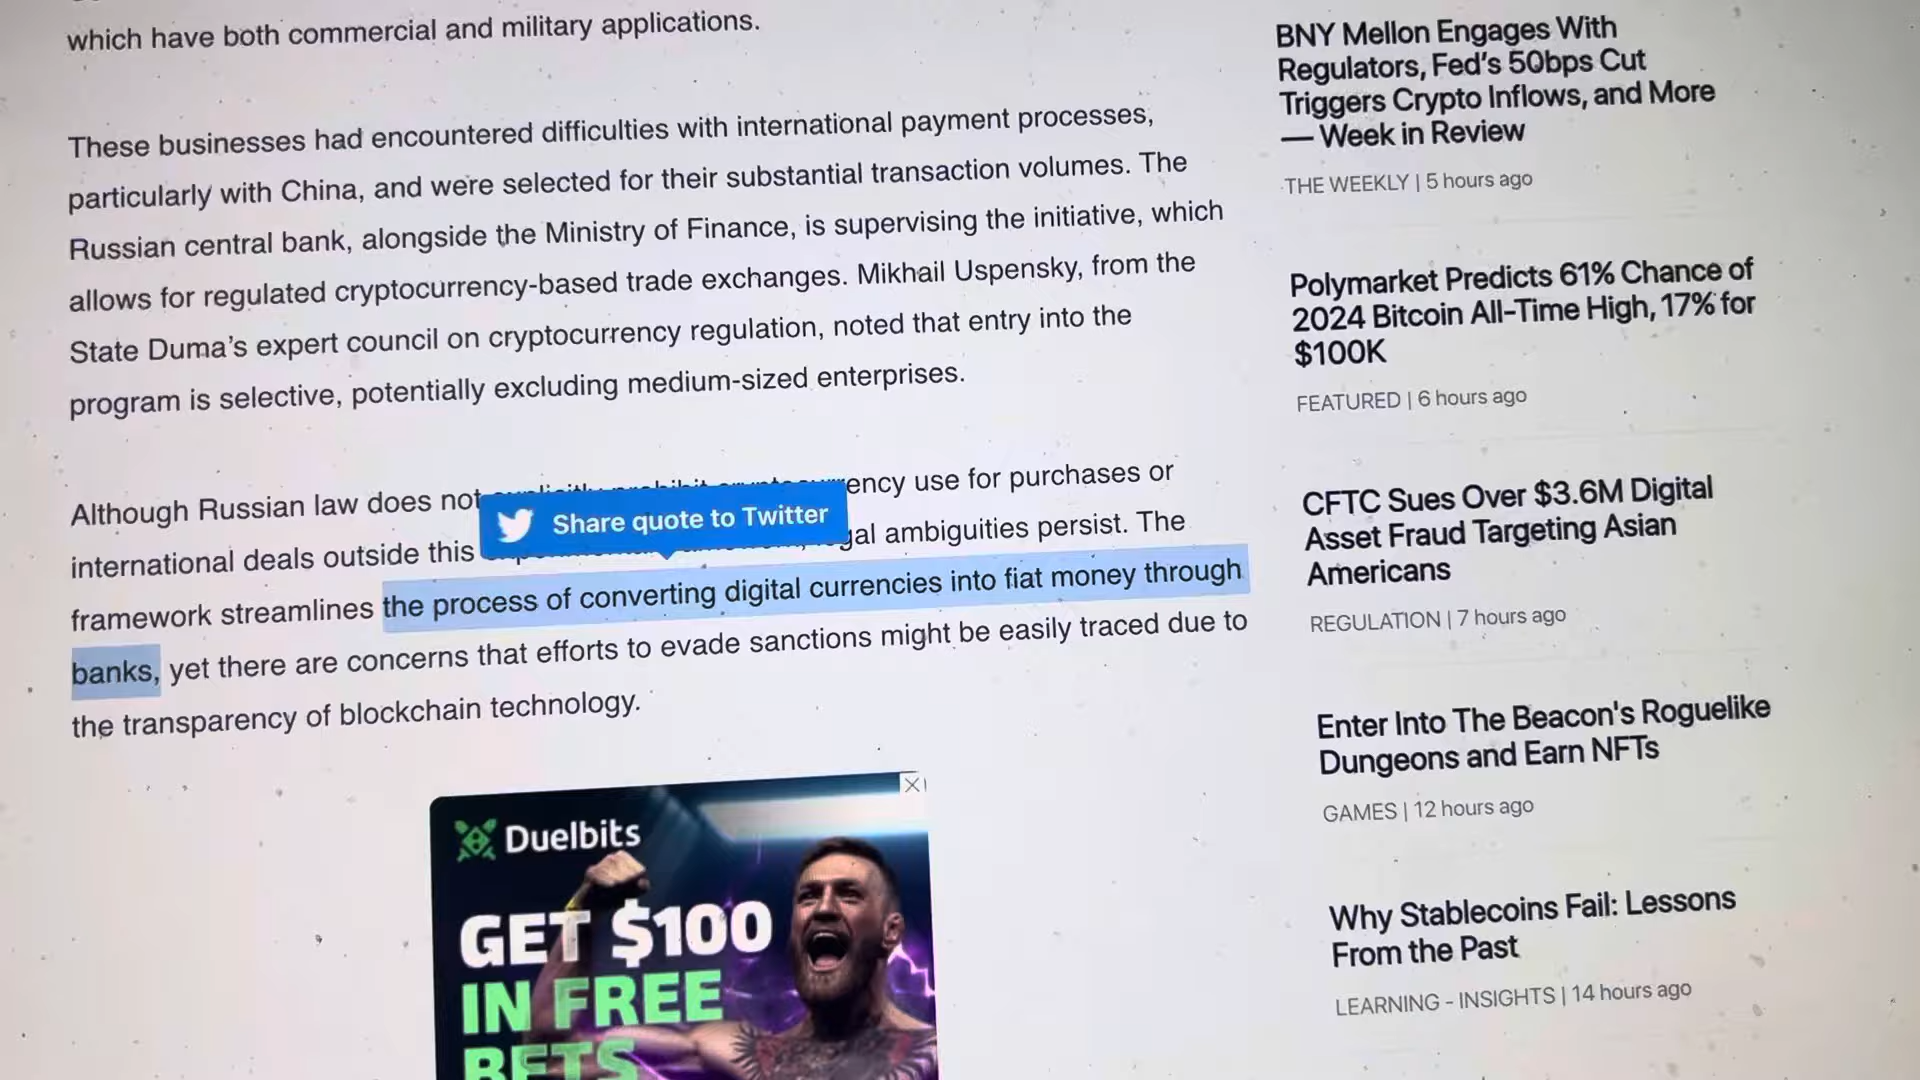 which have both commercial and military applications.
These businesses had encountered difficulties with international payment processes,
particularly with China, and were selected for their substantial transaction volumes. The
Russian central bank, alongside the Ministry of Finance, is supervising the initiative, which
allows for regulated cryptocurrency-based trade exchanges. Mikhail Uspensky, from the
State Duma's expert council on cryptocurrency regulation, noted that entry into the
program is selective, potentially excluding medium-sized enterprises.
Although Russian law does not explicitly prohibit cryptocurrency use for purchases or
Share quote to Twitter
international deals outside this gal ambiguities persist. The
framework streamlines the process of converting digital currencies into fiat money through
banks, yet there are concerns that efforts to evade sanctions might be easily traced due to
the transparency of blockchain technology.
Duelbits
GET $100
IN FREE
BETS
BNY Mellon Engages With
Regulators, Fed's 50bps Cut
Triggers Crypto Inflows, and More
— Week in Review
THE WEEKLY | 5 hours ago
Polymarket Predicts 61% Chance of
2024 Bitcoin All-Time High, 17% for
$100K
FEATURED | 6 hours ago
CFTC Sues Over $3.6M Digital
Asset Fraud Targeting Asian
Americans
REGULATION | 7 hours ago
Enter Into The Beacon's Roguelike
Dungeons and Earn NFTs
GAMES | 12 hours ago
Why Stablecoins Fail: Lessons
From the Past
LEARNING - INSIGHTS | 14 hours ago